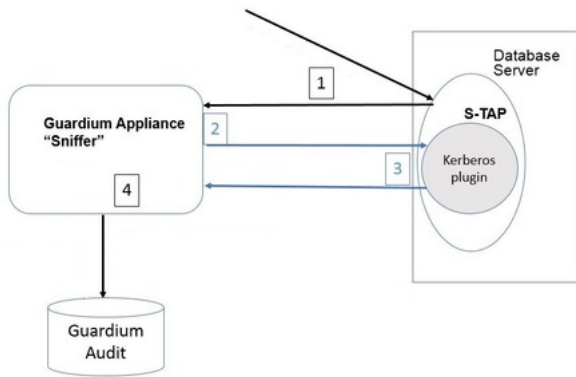 Database
Server
1
S-TAP
Guardium Appliance
“Sniffer”
2
3
Kerberos
plugin
4
Guardium
Audit